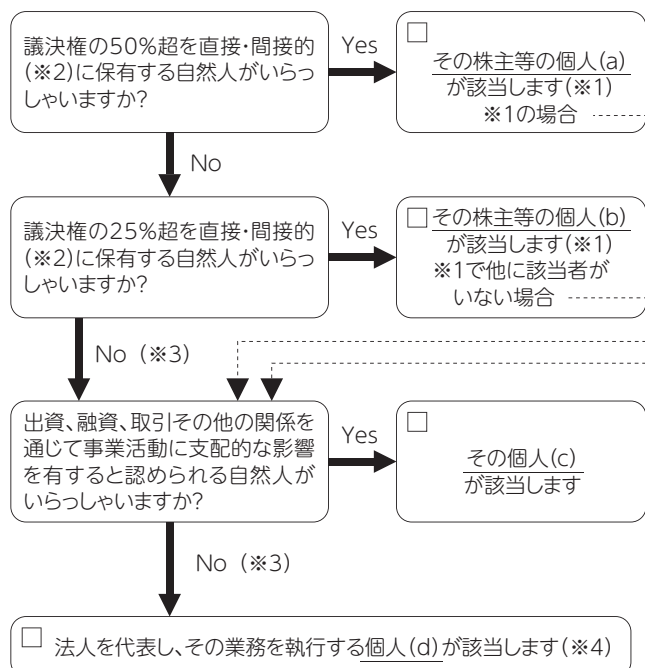 議決権の50%超を直接・間接的
(※2)に保有する自然人がいらっ
しゃいますか?
Yes
□
その株主等の個人(a)
が該当します(※1)
※1の場合
No
議決権の25%超を直接・間接的
(※2)に保有する自然人がいらっ
しゃいますか?
Yes
□その株主等の個人(b)
が該当します(※1)
※1で他に該当者が
いない場合
No (※3)
出資、融資、取引その他の関係を
通じて事業活動に支配的な影響
を有すると認められる自然人が
いらっしゃいますか?
Yes
□
その個人(c)
が該当します
No (※3)
□ 法人を代表し、その業務を執行する個人(d)が該当します(※4)